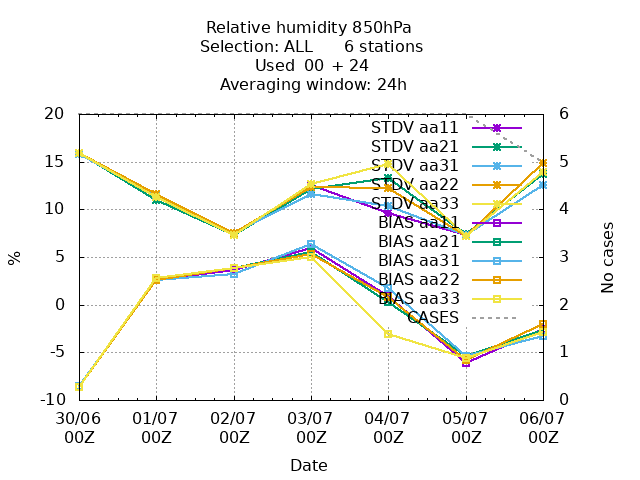 Relative humidity 850hPa
Selection: ALL 6 stations
Used 00 + 24
Averaging window: 24h
20 6
STDV aa11
STDV aa21
15 5
STDV aa31
STDV aa22
STDV aa33
10 4
BIAS aa11
BIAS aa21
5 3
BIAS aa31
BIAS aa22
BIAS aa33
0 2
CASES
-5 1
-10 0
%
No cases
30/06 01/07 02/07 03/07 04/07 05/07 06/07
00Z 00Z 00Z 00Z 00Z 00Z 00Z
Date